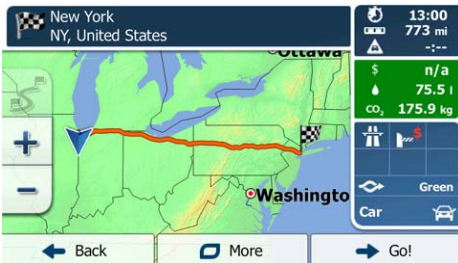 New York
NY, United States
13:00
773 mi
-:--
$ n/a
75.5 l
CO₂ 175.9 kg
Ottawa
$
Washingto
Green
Car
Back
More
Go!